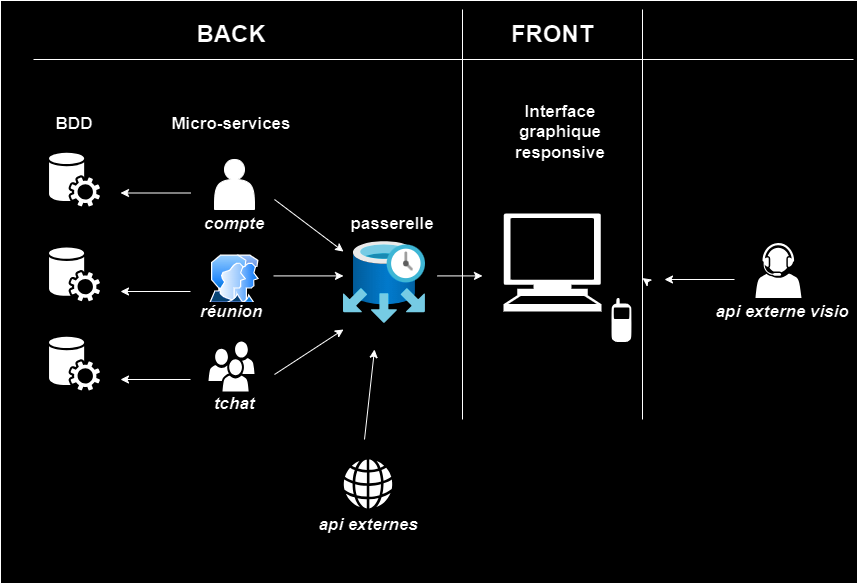 BACK
FRONT
BDD
Micro-services
Interface
graphique
responsive
compte
passerelle
réunion
api externe visio
tchat
api externes